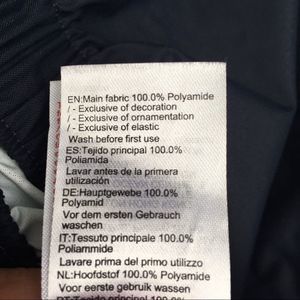 EN:Main fabric 100.0% Polyamide
/ - Exclusive of decoration
/ - Exclusive of ornamentation
/ - Exclusive of elastic
Wash before first use
ES:Tejido principal 100.0%
Poliamida
Lavar antes de la primera
utilización
DE:Hauptgewebe 100.0%
Polyamid
Vor dem ersten Gebrauch
waschen
IT:Tessuto principale 100.0%
Poliammide
Lavare prima del primo utilizzo
NL:Hoofdstof 100.0% Polyamide
Voor het eerste gebruik wassen